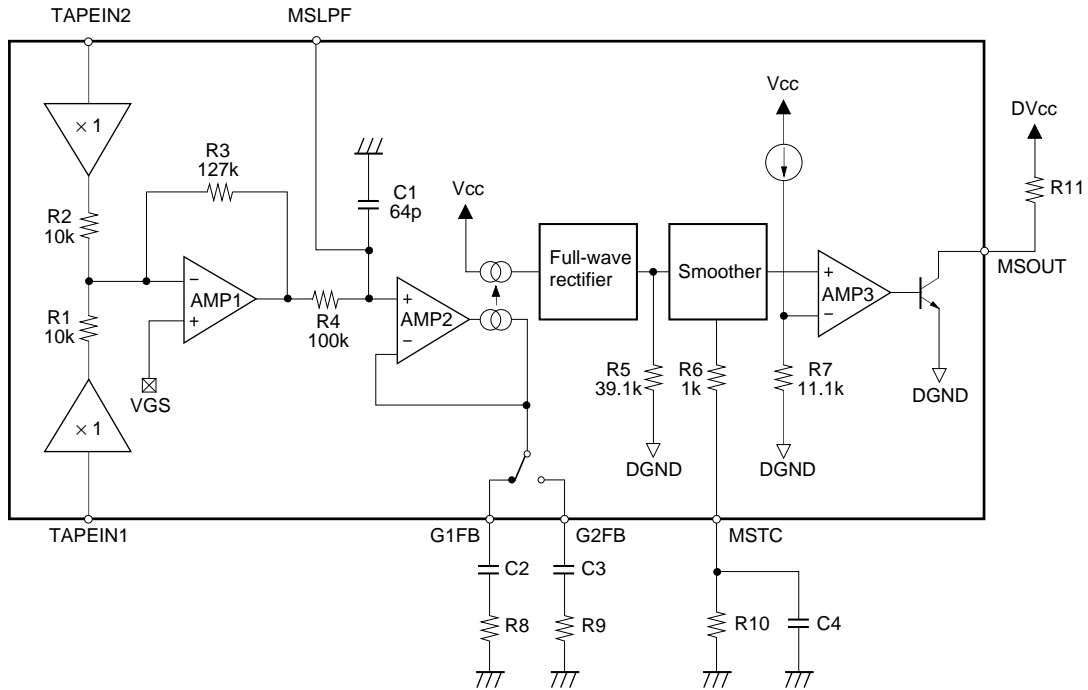 TAPEIN2
MSLPF
× 1
R3
127k
C1
64p
Vcc
Vcc
DVcc
R11
R2
10k
R1
10k
AMP1
−
+
R4
100k
AMP2
+
−
Full-wave
rectifier
Smoother
AMP3
+
−
MSOUT
VGS
× 1
R5
39.1k
R6
1k
R7
11.1k
DGND
DGND
DGND
TAPEIN1
G1FB
G2FB
MSTC
C2
C3
R8
R9
R10
C4